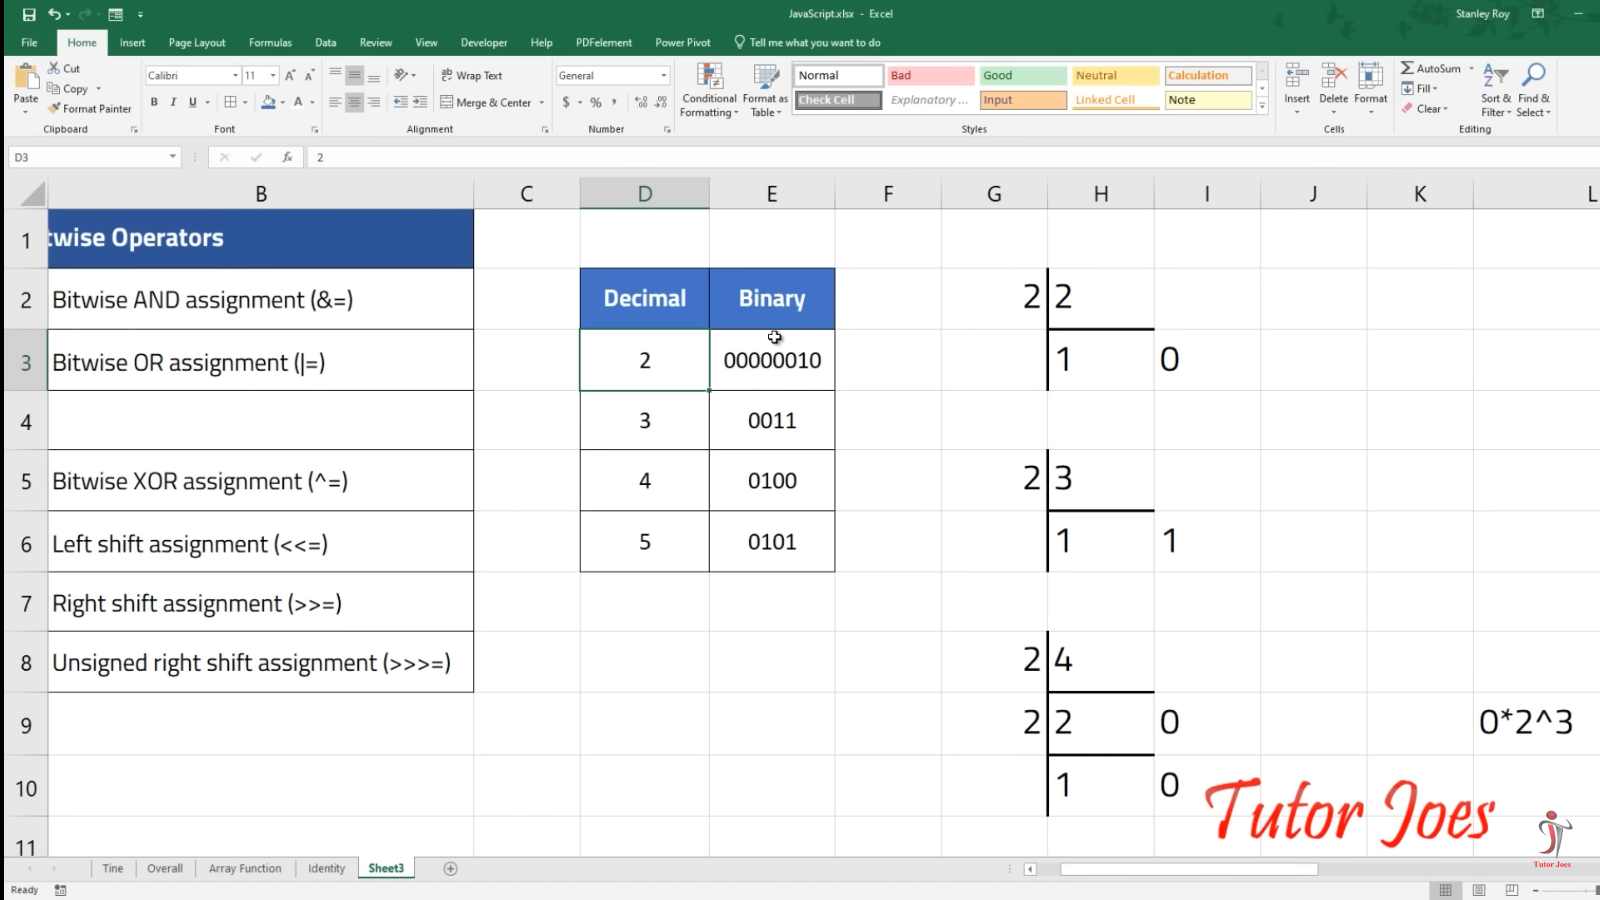 JavaScript.xlsx - Excel
Stanley Roy
File Home Insert Page Layout Formulas Data Review View Developer Help PDFelement Power Pivot Tell me what you want to do
Paste
Cut
Copy
Format Painter
Clipboard
Calibri 11
B I U
Font
Wrap Text
Merge & Center
Alignment
General
$ %
Number
Conditional Formatting
Format as Table
Normal Bad Good Neutral Calculation
Check Cell Explanatory ... Input Linked Cell Note
Styles
Insert Delete Format
Cells
AutoSum
Fill
Clear
Sort & Filter
Find & Select
Editing
D3 fx 2
B C D E F G H I J K L
1 twise Operators
2 Bitwise AND assignment (&=) Decimal Binary 2 2
3 Bitwise OR assignment (|=) 2 00000010 1 0
4 3 0011
5 Bitwise XOR assignment (^=) 4 0100 2 3
6 Left shift assignment (<<=) 5 0101 1 1
7 Right shift assignment (>>=)
8 Unsigned right shift assignment (>>>=) 2 4
9 2 2 0 0*2^3
10 1 0
11
Tutor Joes
Tutor Joes
Tine Overall Array Function Identity Sheet3
Ready